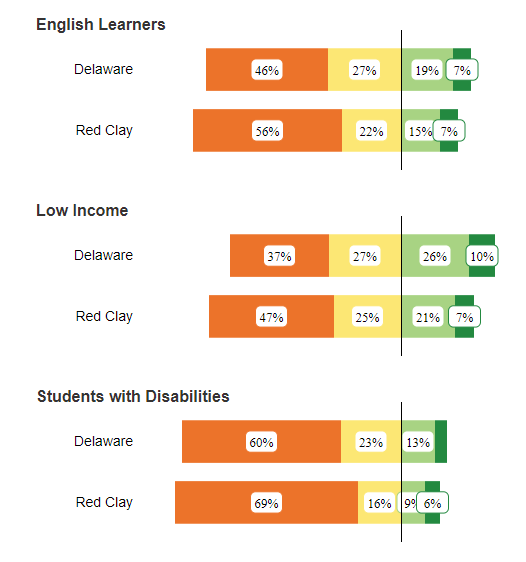 English Learners
Delaware 46% 27% 19% 7%
Red Clay 56% 22% 15% 7%
Low Income
Delaware 37% 27% 26% 10%
Red Clay 47% 25% 21% 7%
Students with Disabilities
Delaware 60% 23% 13%
Red Clay 69% 16% 9% 6%